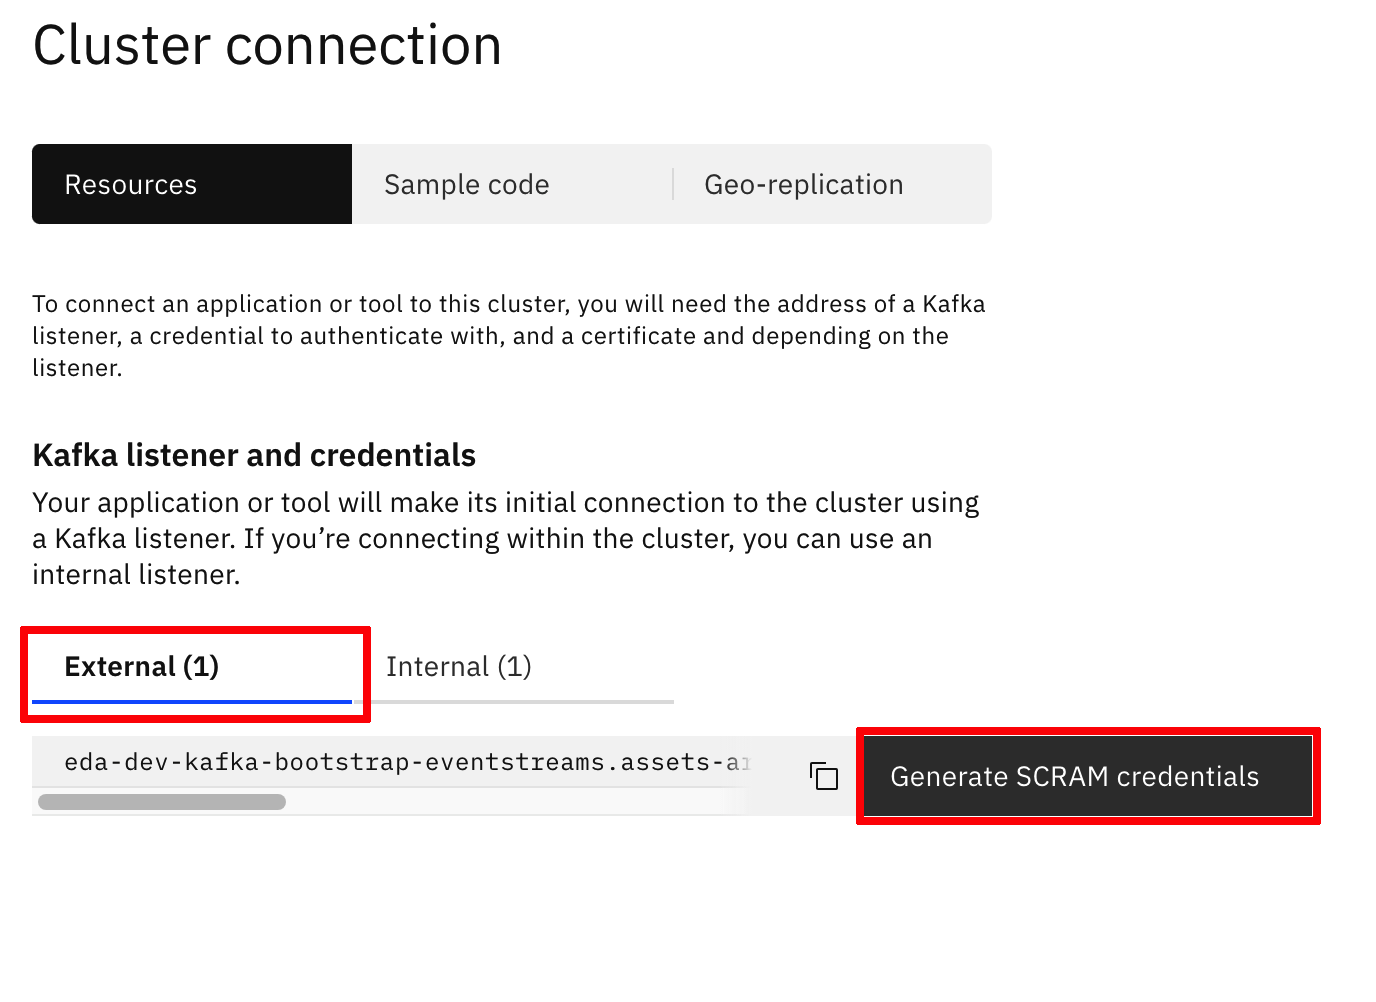 Cluster connection
Resources
Sample code
Geo-replication
To connect an application or tool to this cluster, you will need the address of a Kafka
listener, a credential to authenticate with, and a certificate and depending on the
listener.
Kafka listener and credentials
Your application or tool will make its initial connection to the cluster using
a Kafka listener. If you’re connecting within the cluster, you can use an
internal listener.
External (1)
Internal (1)
eda-dev-kafka-bootstrap-eventstreams.assets-ar
Generate SCRAM credentials